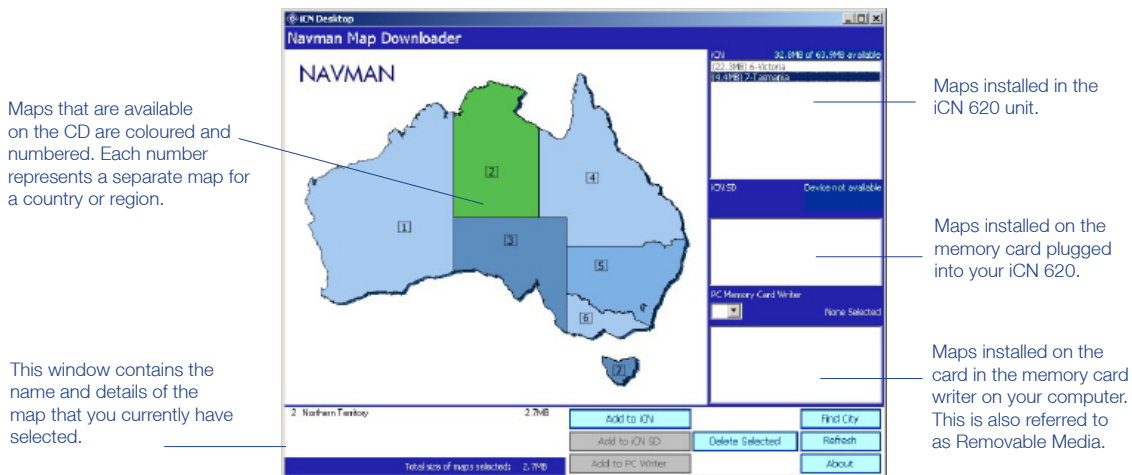 iCN Desktop
Navman Map Downloader
NAVMAN
1
2
3
4
5
6
7
iCN 32.8MB of 63.9MB available
(22.3MB) 6-Victoria
(4.4MB) 7-Tasmania
iCN SD Device not available
PC Memory Card Writer
None Selected
2 Northern Territory 2.7MB
Total size of maps selected: 2.7MB
Add to iCN
Add to iCN SD
Add to PC Writer
Delete Selected
Find City
Refresh
About
Maps that are available
on the CD are coloured and
numbered. Each number
represents a separate map for
a country or region.
This window contains the
name and details of the
map that you currently have
selected.
Maps installed in the
iCN 620 unit.
Maps installed on the
memory card plugged
into your iCN 620.
Maps installed on the
card in the memory card
writer on your computer.
This is also referred to
as Removable Media.